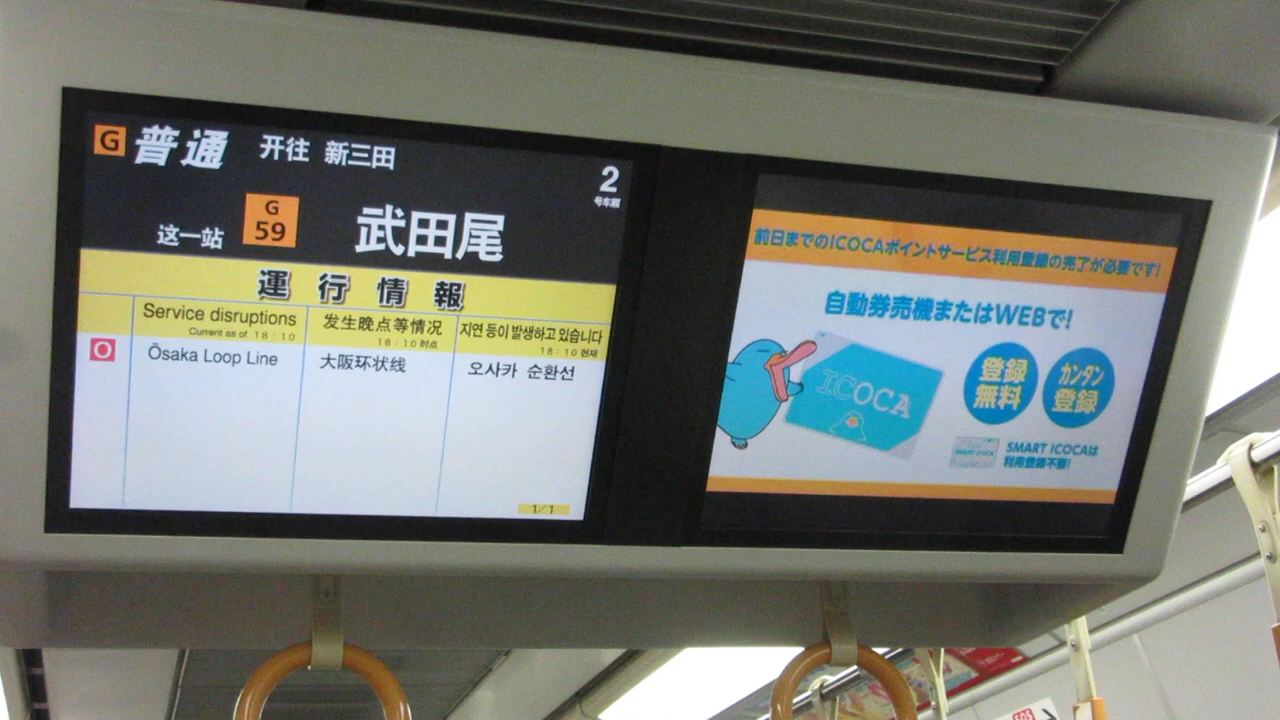 G 普通 开往 新三田
2
号车厢
这一站 G 59 武田尾
運行情報
Service disruptions
Current as of 18:10
发生晚点等情况
18:10时点
지연 등이 발생하고 있습니다
18:10 현재
O Ōsaka Loop Line 大阪环状线 오사카 순환선
1/1
前日までのICOCAポイントサービス利用登録の完了が必要です!
自動券売機またはWEBで!
ICOCA
登録
無料
カンタン
登録
SMART ICOCA
SMART ICOCAは
利用登録不要!
SOS